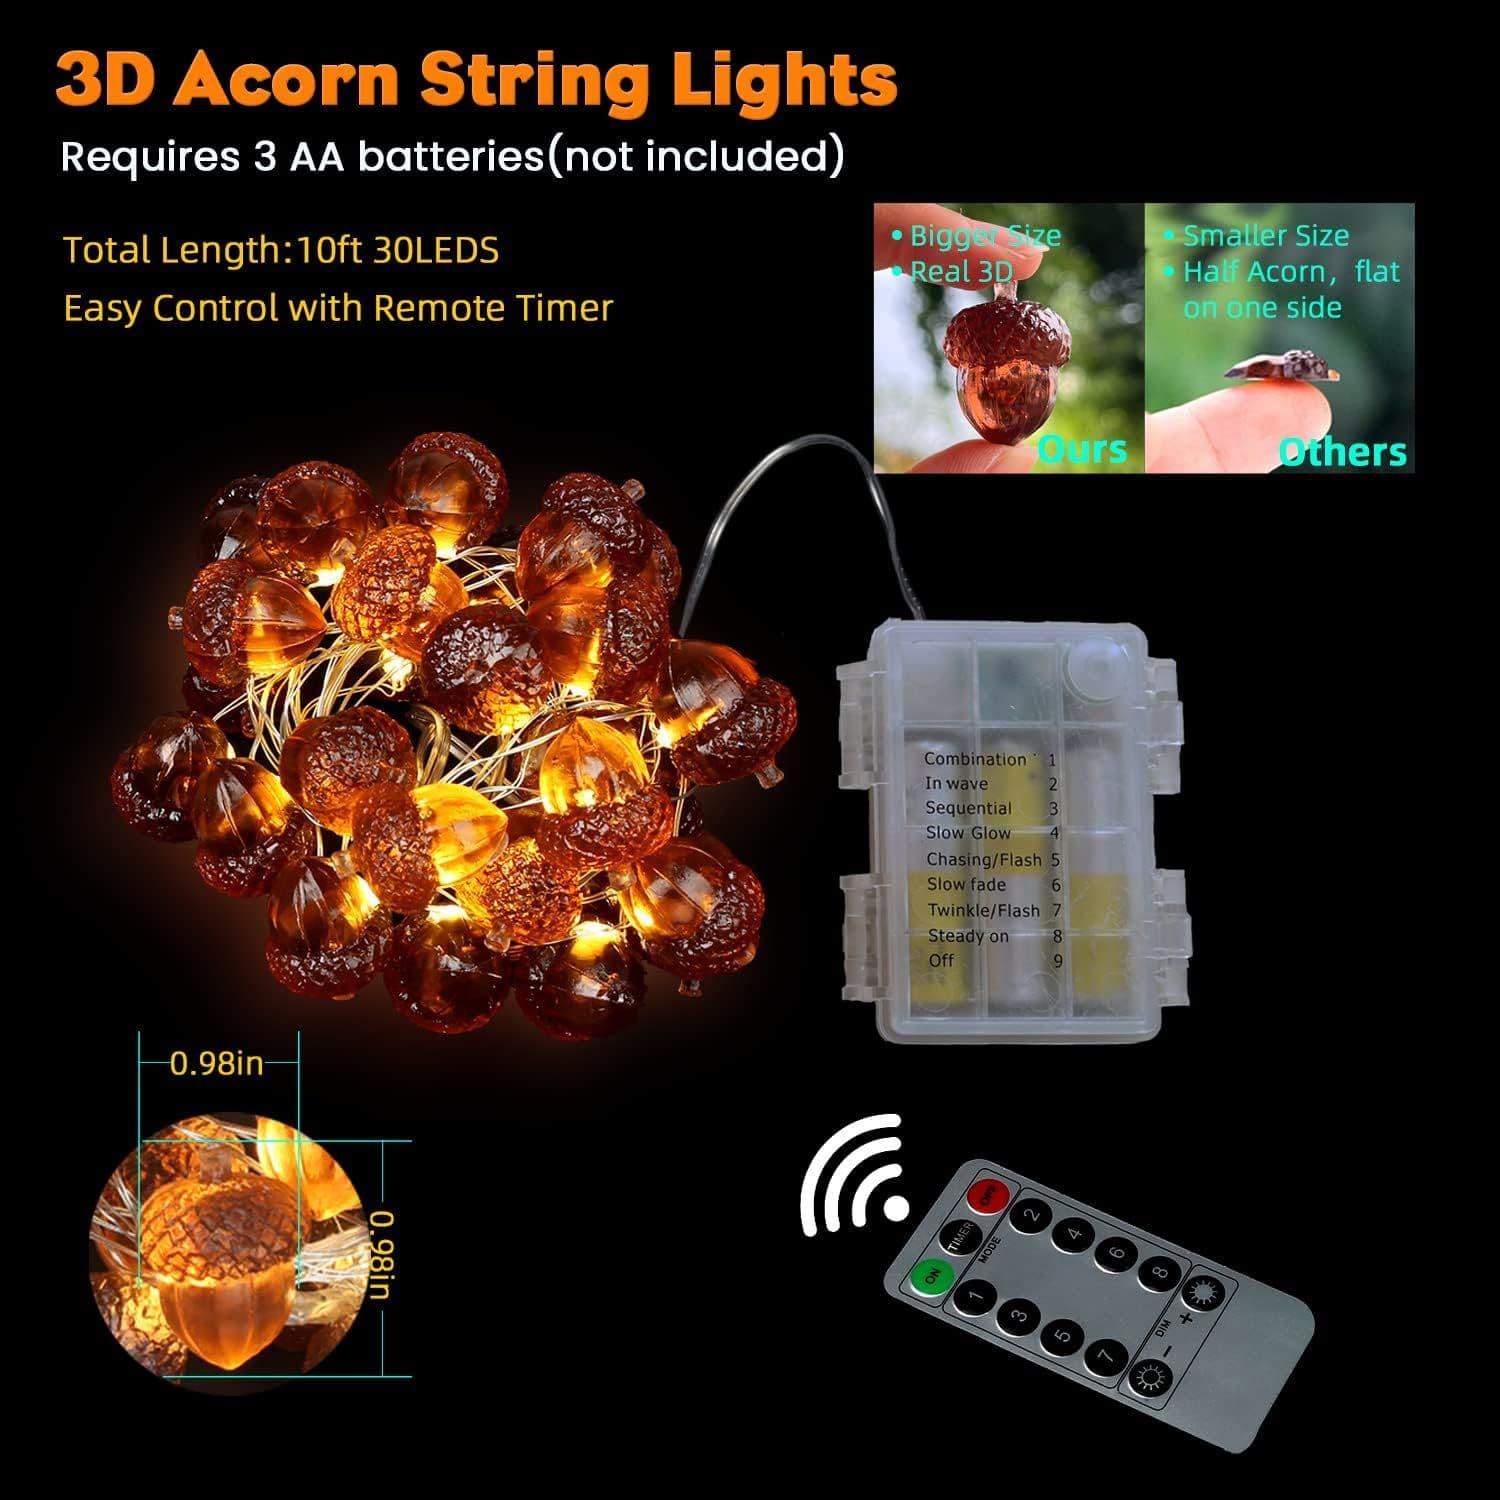 3D Acorn String Lights
Requires 3 AA batteries(not included)
Total Length:10ft 30LEDS
Easy Control with Remote Timer
• Bigger Size
• Real 3D
Ours
• Smaller Size
• Half Acorn, flat
on one side
Others
Combination 1
In wave 2
Sequential 3
Slow Glow 4
Chasing/Flash 5
Slow fade 6
Twinkle/Flash 7
Steady on 8
Off 9
0.98in
0.98in
OFF
TIMER
ON
MODE
2
4
6
8
1
3
5
7
DIM
+
-